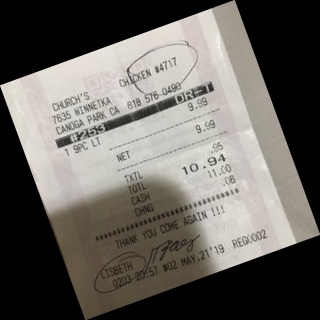 CHURCH'S CHICKEN #4717
7635 WINNETKA
CANOGA PARK CA 818 576 0490
#253 DR-T
1 9PC LT 9.99
NET 9.99
TXTL .95
TOTL 10.94
CASH 11.00
CHNG .06
THANK YOU COME AGAIN !!!
LISBETH
0203 20:57 #02 MAY.21'19 REG0002